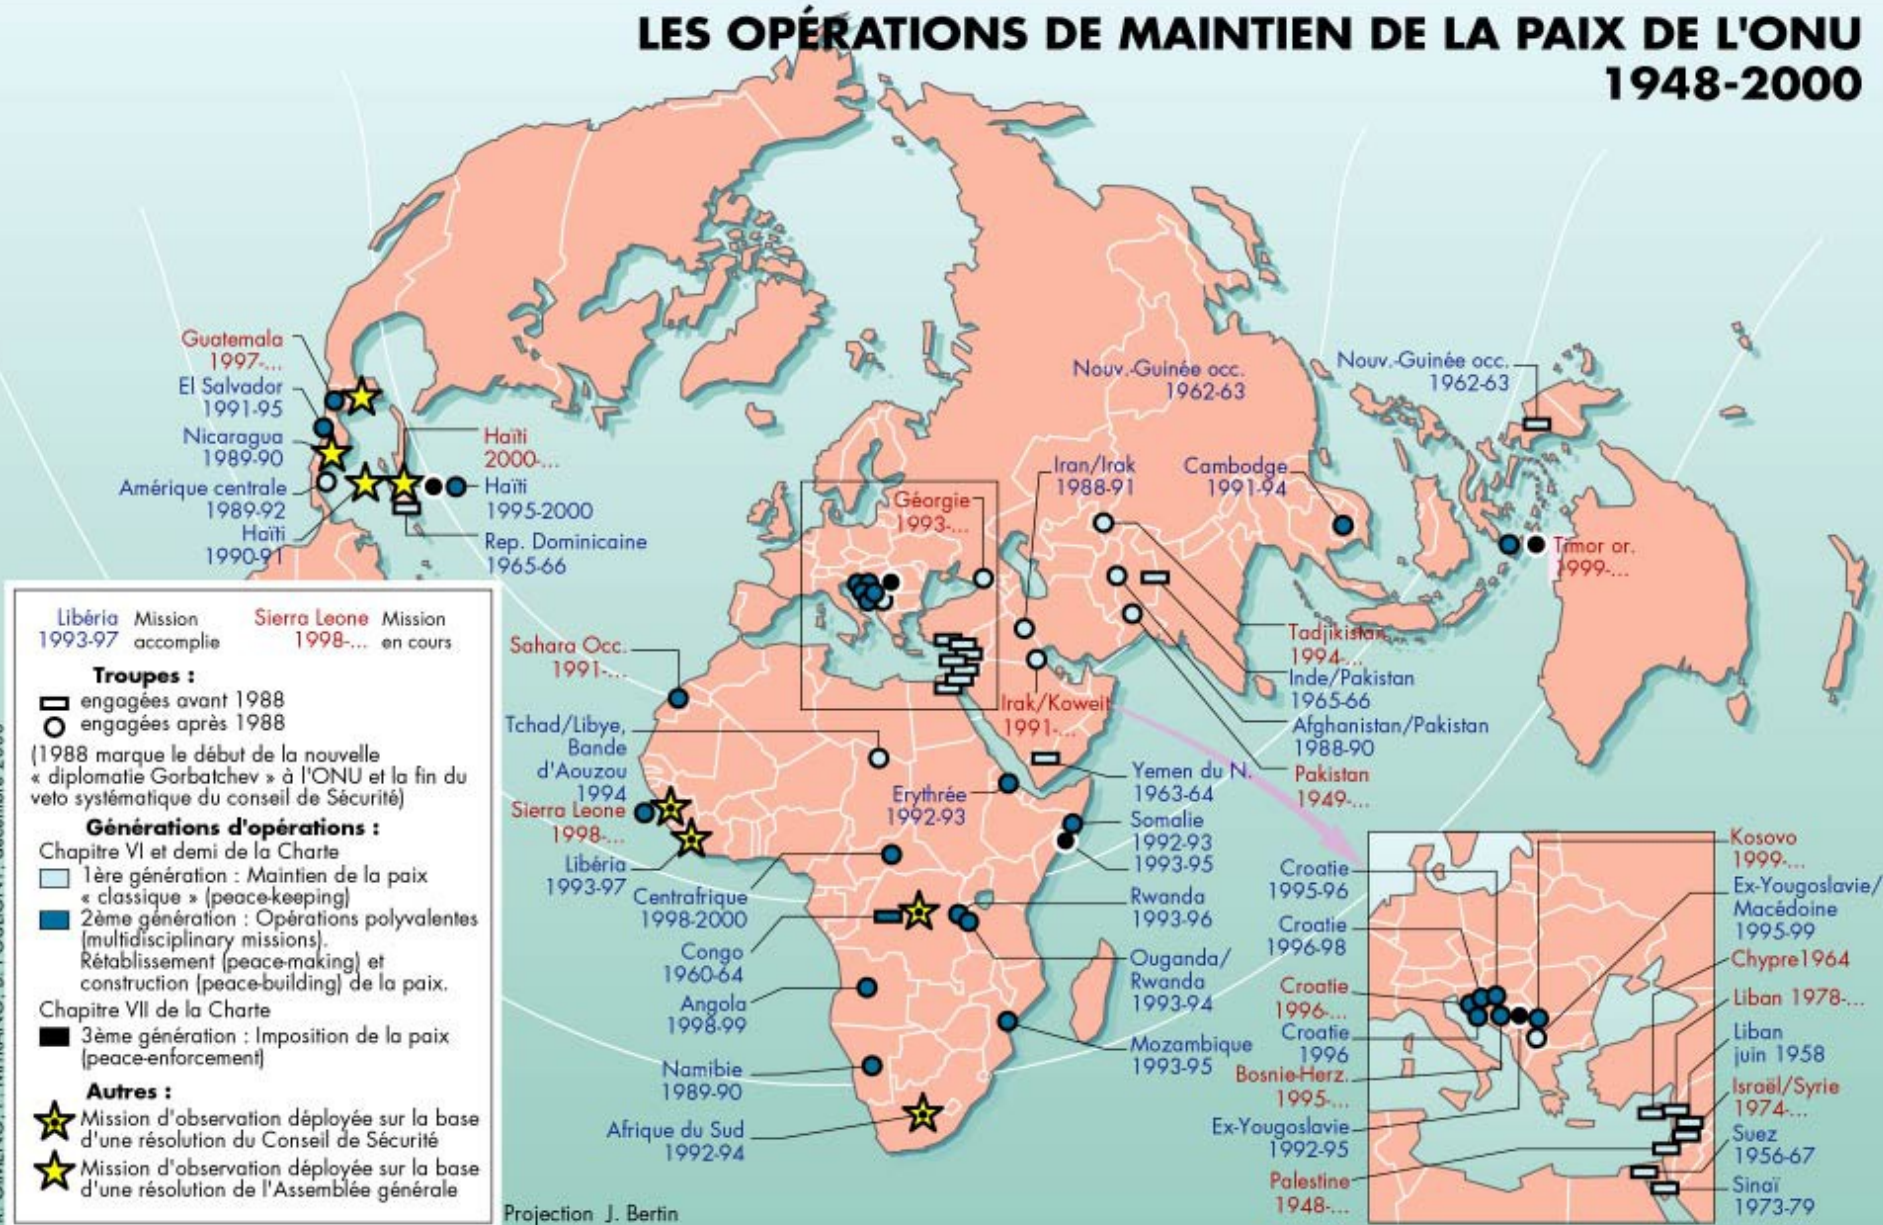 LES OPÉRATIONS DE MAINTIEN DE LA PAIX DE L'ONU
1948-2000
Guatemala
1997-...
El Salvador
1991-95
Nicaragua
1989-90
Amérique centrale
1989-92
Haïti
1990-91
Haïti
2000-...
Haïti
1995-2000
Rep. Dominicaine
1965-66
Nouv.-Guinée occ.
1962-63
Nouv.-Guinée occ.
1962-63
Iran/Irak
1988-91
Cambodge
1991-94
Géorgie
1993-...
Timor or.
1999-...
Tadjikistan
1994-...
Inde/Pakistan
1965-66
Afghanistan/Pakistan
1988-90
Pakistan
1949-...
Irak/Koweit
1991-...
Yemen du N.
1963-64
Sahara Occ.
1991-...
Tchad/Libye,
Bande
d'Aouzou
1994
Sierra Leone
1998-...
Libéria
1993-97
Erythrée
1992-93
Somalie
1992-93
1993-95
Centrafrique
1998-2000
Congo
1960-64
Rwanda
1993-96
Ouganda/
Rwanda
1993-94
Angola
1998-99
Mozambique
1993-95
Namibie
1989-90
Afrique du Sud
1992-94
Croatie
1995-96
Croatie
1996-98
Croatie
1996-...
Croatie
1996
Bosnie-Herz.
1995-...
Ex-Yougoslavie
1992-95
Palestine
1948-...
Kosovo
1999-...
Ex-Yougoslavie/
Macédoine
1995-99
Chypre1964
Liban 1978-...
Liban
juin 1958
Israël/Syrie
1974-...
Suez
1956-67
Sinaï
1973-79
Libéria
1993-97
Mission
accomplie
Sierra Leone
1998-...
Mission
en cours
Troupes :
engagées avant 1988
engagées après 1988
(1988 marque le début de la nouvelle
« diplomatie Gorbatchev » à l'ONU et la fin du
veto systématique du conseil de Sécurité)
Générations d'opérations :
Chapitre VI et demi de la Charte
1ère génération : Maintien de la paix
« classique » (peace-keeping)
2ème génération : Opérations polyvalentes
(multidisciplinary missions).
Rétablissement (peace-making) et
construction (peace-building) de la paix.
Chapitre VII de la Charte
3ème génération : Imposition de la paix
(peace-enforcement)
Autres :
Mission d'observation déployée sur la base
d'une résolution du Conseil de Sécurité
Mission d'observation déployée sur la base
d'une résolution de l'Assemblée générale
Projection J. Bertin